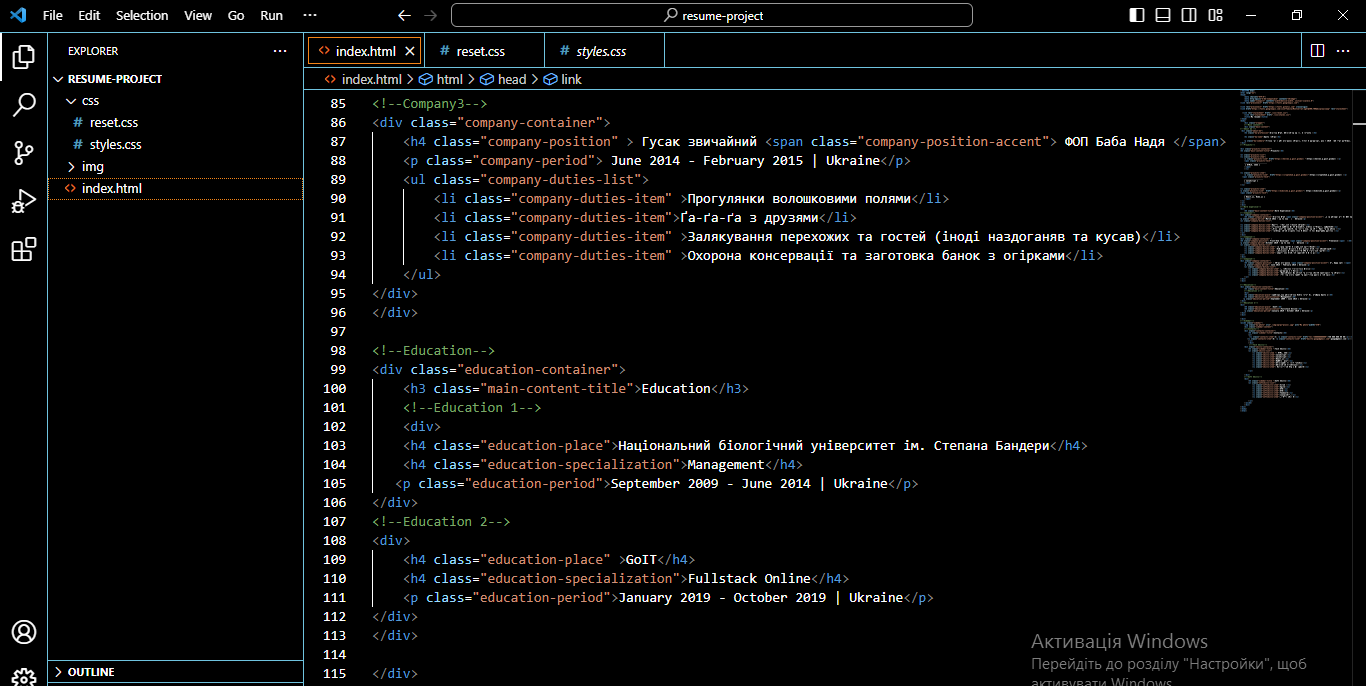 File Edit Selection View Go Run ··· resume-project
EXPLORER ···
RESUME-PROJECT
css
# reset.css
# styles.css
img
<> index.html
OUTLINE
<> index.html # reset.css # styles.css ···
<> index.html > html > head > link
85 <!--Company3-->
86 <div class="company-container">
87 <h4 class="company-position" > Гусак звичайний <span class="company-position-accent"> ФОП Баба Надя </span>
88 <p class="company-period"> June 2014 - February 2015 | Ukraine</p>
89 <ul class="company-duties-list">
90 <li class="company-duties-item" >Прогулянки волошковими полями</li>
91 <li class="company-duties-item">Ґа-ґа-ґа з друзями</li>
92 <li class="company-duties-item" >Залякування перехожих та гостей (іноді наздоганяв та кусав)</li>
93 <li class="company-duties-item" >Охорона консервації та заготовка банок з огірками</li>
94 </ul>
95 </div>
96 </div>
97
98 <!--Education-->
99 <div class="education-container">
100 <h3 class="main-content-title">Education</h3>
101 <!--Education 1-->
102 <div>
103 <h4 class="education-place">Національний біологічний університет ім. Степана Бандери</h4>
104 <h4 class="education-specialization">Management</h4>
105 <p class="education-period">September 2009 - June 2014 | Ukraine</p>
106 </div>
107 <!--Education 2-->
108 <div>
109 <h4 class="education-place" >GoIT</h4>
110 <h4 class="education-specialization">Fullstack Online</h4>
111 <p class="education-period">January 2019 - October 2019 | Ukraine</p>
112 </div>
113 </div>
114
115 </div>
Активація Windows
Перейдіть до розділу "Настройки", щоб
активувати Windows.